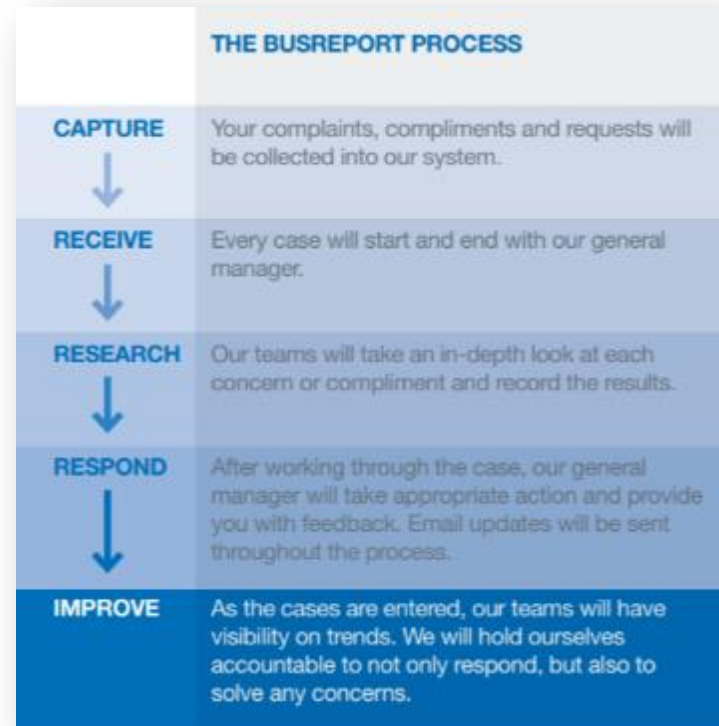 THE BUSREPORT PROCESS
CAPTURE
Your complaints, compliments and requests will
be collected into our system.
RECEIVE
Every case will start and end with our general
manager.
RESEARCH
Our teams will take an in-depth look at each
concern or compliment and record the results.
RESPOND
After working through the case, our general
manager will take appropriate action and provide
you with feedback. Email updates will be sent
throughout the process.
IMPROVE
As the cases are entered, our teams will have
visibility on trends. We will hold ourselves
accountable to not only respond, but also to
solve any concerns.